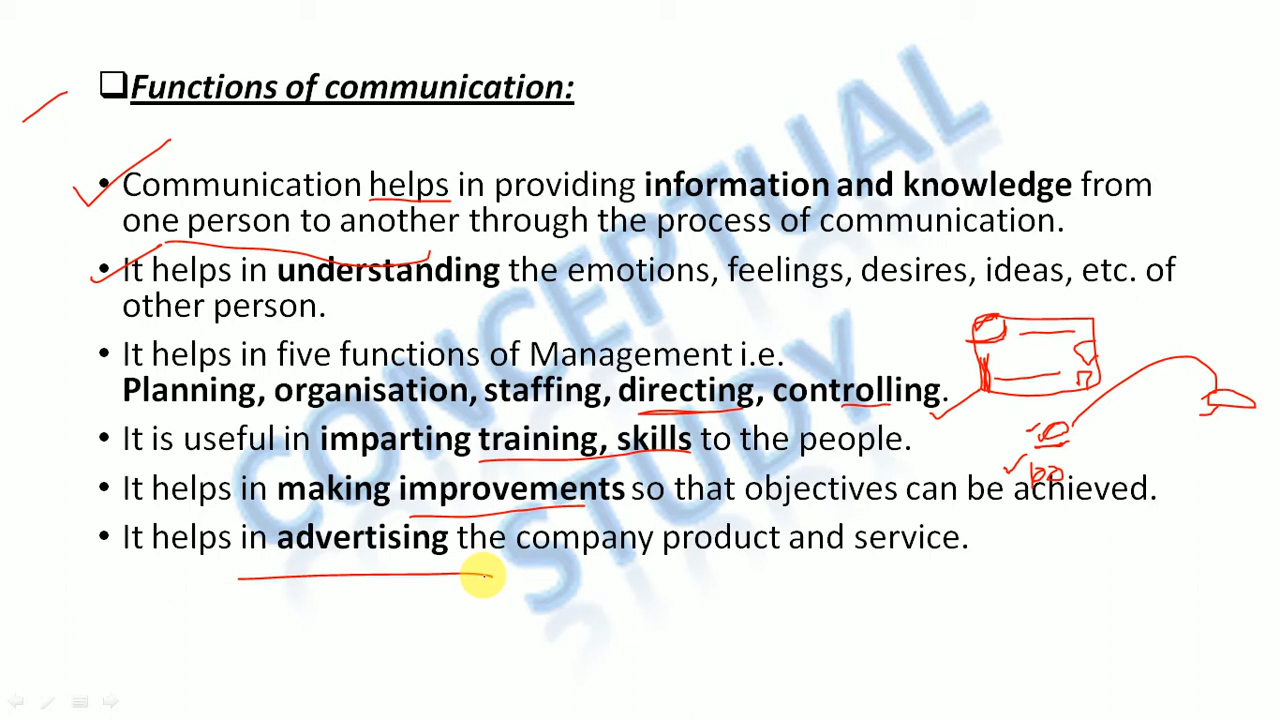 Functions of communication:
• Communication helps in providing information and knowledge from
one person to another through the process of communication.
• It helps in understanding the emotions, feelings, desires, ideas, etc. of
other person.
• It helps in five functions of Management i.e.
Planning, organisation, staffing, directing, controlling.
• It is useful in imparting training, skills to the people.
• It helps in making improvements so that objectives can be achieved.
• It helps in advertising the company product and service.
CONCEPTUAL
STUDY